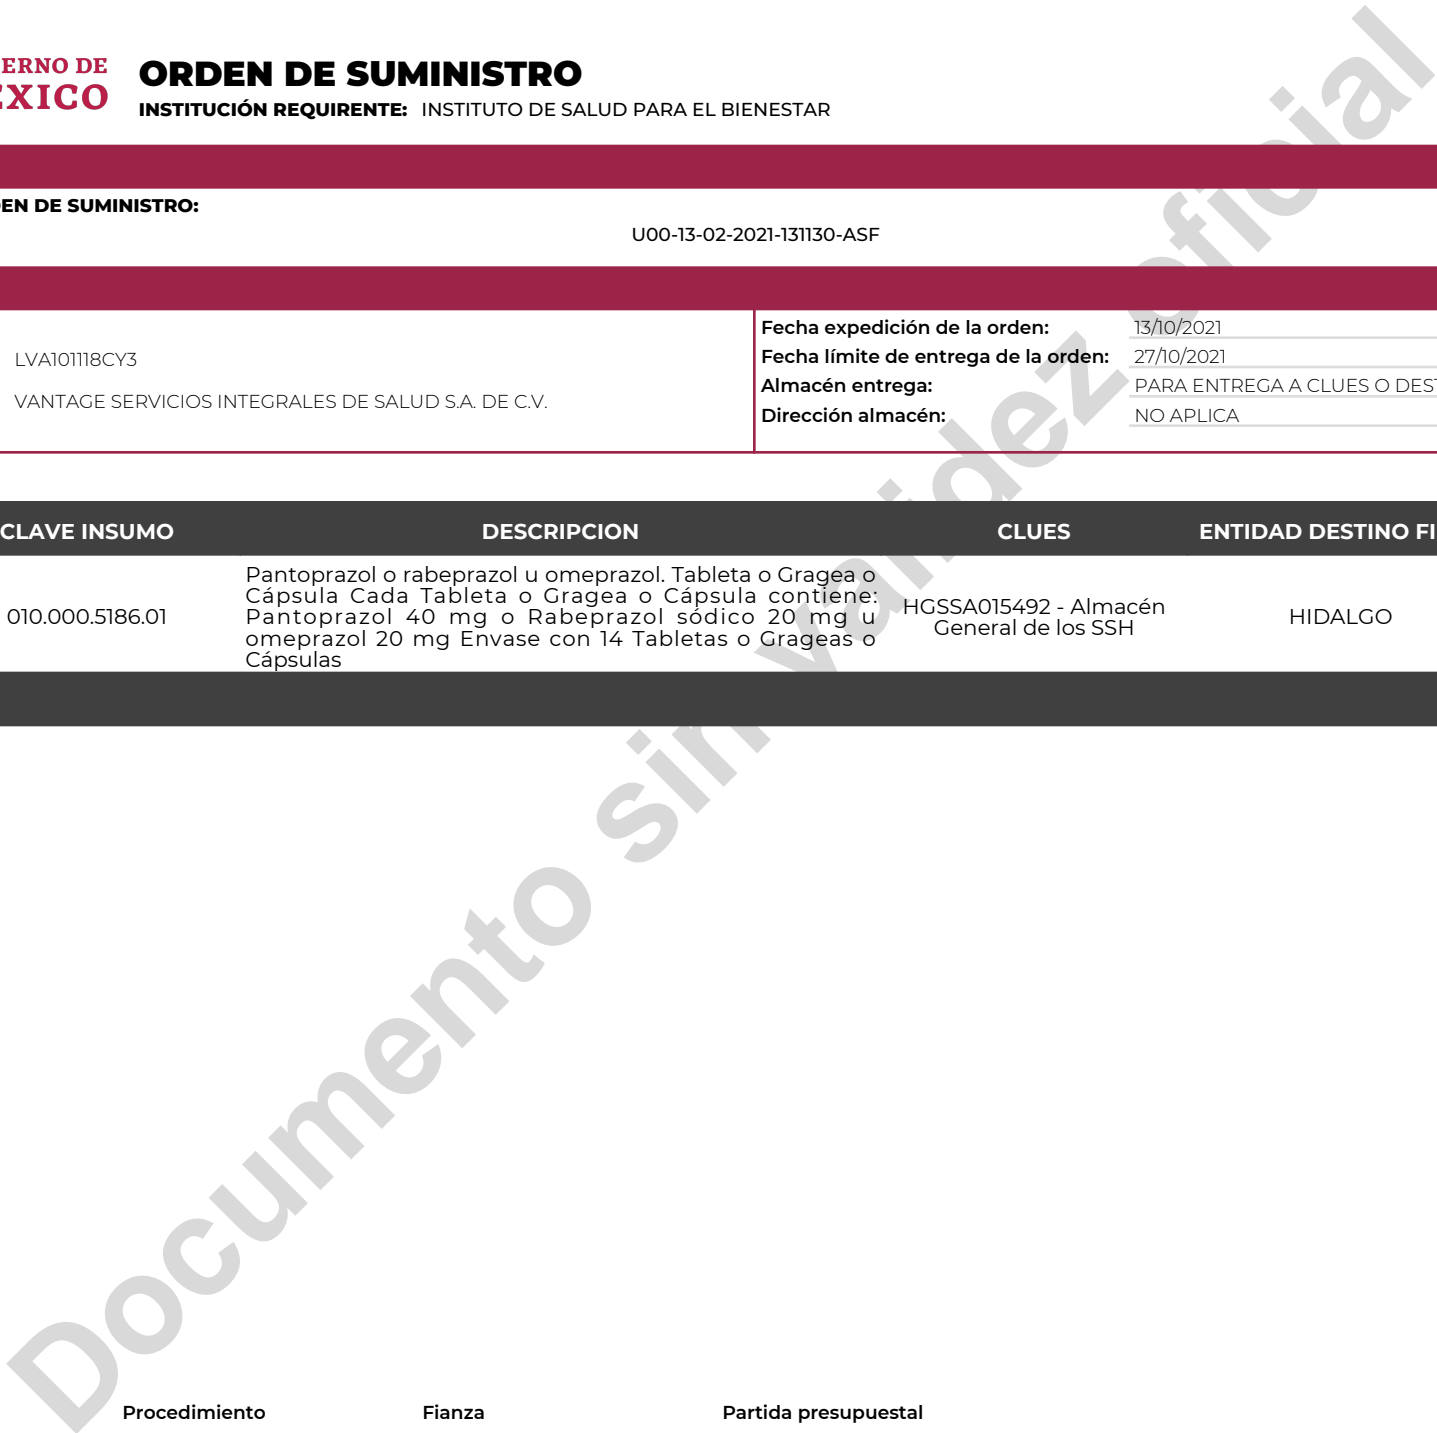 ERNO DE
ÉXICO
ORDEN DE SUMINISTRO
INSTITUCIÓN REQUIRENTE: INSTITUTO DE SALUD PARA EL BIENESTAR
EN DE SUMINISTRO:
U00-13-02-2021-131130-ASF
LVA101118CY3
VANTAGE SERVICIOS INTEGRALES DE SALUD S.A. DE C.V.
Fecha expedición de la orden: 13/10/2021
Fecha límite de entrega de la orden: 27/10/2021
Almacén entrega: PARA ENTREGA A CLUES O DEST
Dirección almacén: NO APLICA
CLAVE INSUMO DESCRIPCION CLUES ENTIDAD DESTINO FI
010.000.5186.01
Pantoprazol o rabeprazol u omeprazol. Tableta o Gragea o
Cápsula Cada Tableta o Gragea o Cápsula contiene:
Pantoprazol 40 mg o Rabeprazol sódico 20 mg u
omeprazol 20 mg Envase con 14 Tabletas o Grageas o
Cápsulas
HGSSA015492 - Almacén
General de los SSH
HIDALGO
Documento sin validez oficial
Procedimiento Fianza Partida presupuestal